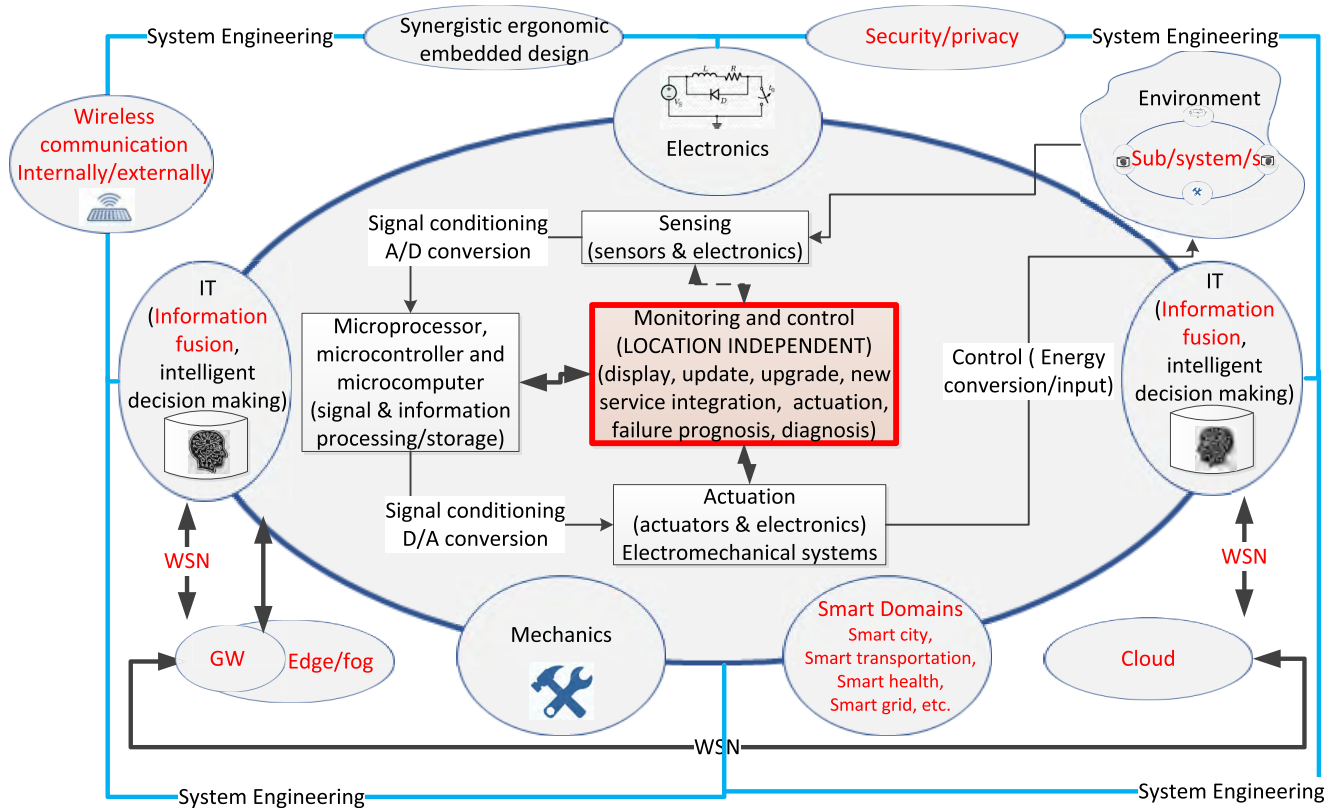 System Engineering
Synergistic ergonomic
embedded design
Security/privacy
System Engineering
Wireless
communication
Internally/externally
L
R
D
Electronics
Environment
Sub/system/s
Signal conditioning
A/D conversion
Sensing
(sensors & electronics)
IT
(Information
fusion,
intelligent
decision making)
Microprocessor,
microcontroller and
microcomputer
(signal & information
processing/storage)
Monitoring and control
(LOCATION INDEPENDENT)
(display, update, upgrade, new
service integration,  actuation,
failure prognosis, diagnosis)
Control ( Energy
conversion/input)
IT
(Information
fusion,
intelligent
decision making)
Signal conditioning
D/A conversion
Actuation
(actuators & electronics)
Electromechanical systems
WSN
WSN
GW
Edge/fog
Mechanics
Smart Domains
Smart city,
Smart transportation,
Smart health,
Smart grid, etc.
Cloud
WSN
System Engineering
System Engineering